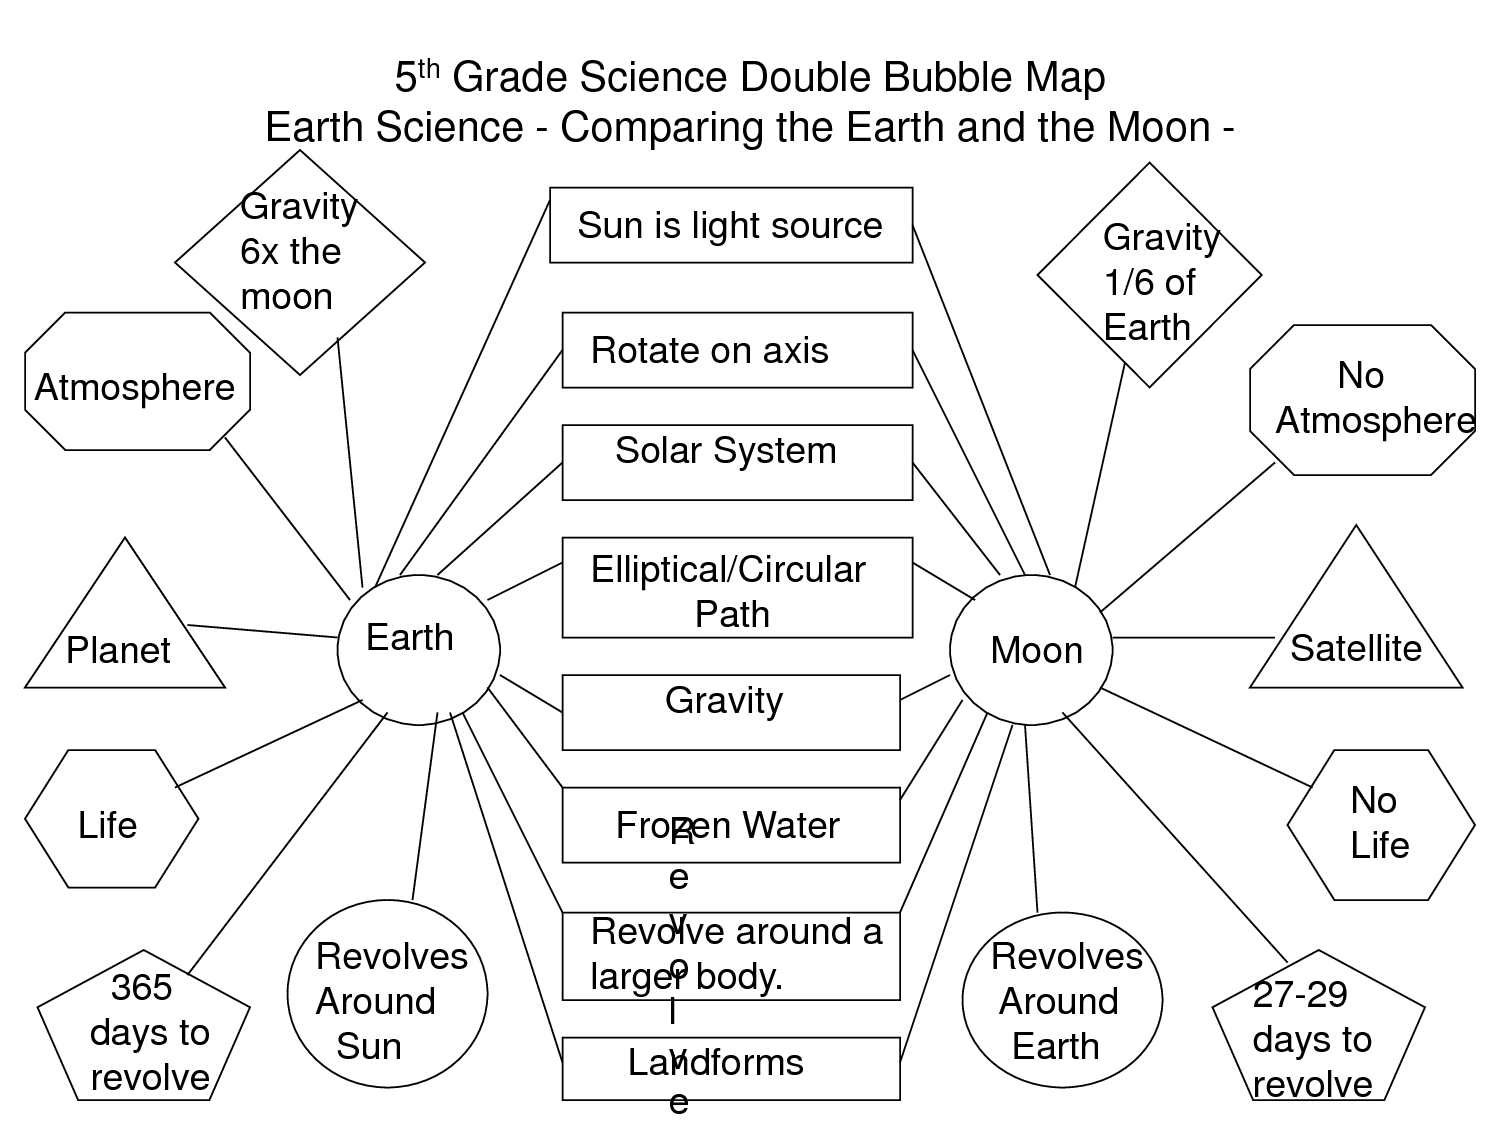 5th Grade Science Double Bubble Map
Earth Science - Comparing the Earth and the Moon -
Gravity
6x the
moon
Sun is light source
Gravity
1/6 of
Earth
Atmosphere
Rotate on axis
No
Atmosphere
Solar System
Elliptical/Circular
Path
Planet
Earth
Moon
Satellite
Gravity
Life
Frozen Water
No
Life
R
e
v
o
l
v
e
Revolve around a
larger body.
365
days to
revolve
Revolves
Around
Sun
Landforms
Revolves
Around
Earth
27-29
days to
revolve